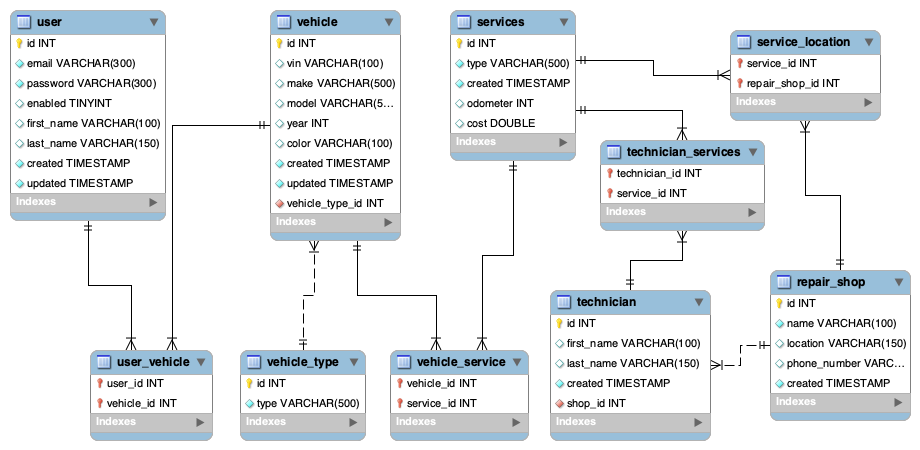 user
id INT
email VARCHAR(300)
password VARCHAR(300)
enabled TINYINT
first_name VARCHAR(100)
last_name VARCHAR(150)
created TIMESTAMP
updated TIMESTAMP
Indexes
vehicle
id INT
vin VARCHAR(100)
make VARCHAR(500)
model VARCHAR(5...
year INT
color VARCHAR(100)
created TIMESTAMP
updated TIMESTAMP
vehicle_type_id INT
Indexes
services
id INT
type VARCHAR(500)
created TIMESTAMP
odometer INT
cost DOUBLE
Indexes
service_location
service_id INT
repair_shop_id INT
Indexes
technician_services
technician_id INT
service_id INT
Indexes
user_vehicle
user_id INT
vehicle_id INT
Indexes
vehicle_type
id INT
type VARCHAR(500)
Indexes
vehicle_service
vehicle_id INT
service_id INT
Indexes
technician
id INT
first_name VARCHAR(100)
last_name VARCHAR(150)
created TIMESTAMP
shop_id INT
Indexes
repair_shop
id INT
name VARCHAR(100)
location VARCHAR(150)
phone_number VARC...
created TIMESTAMP
Indexes